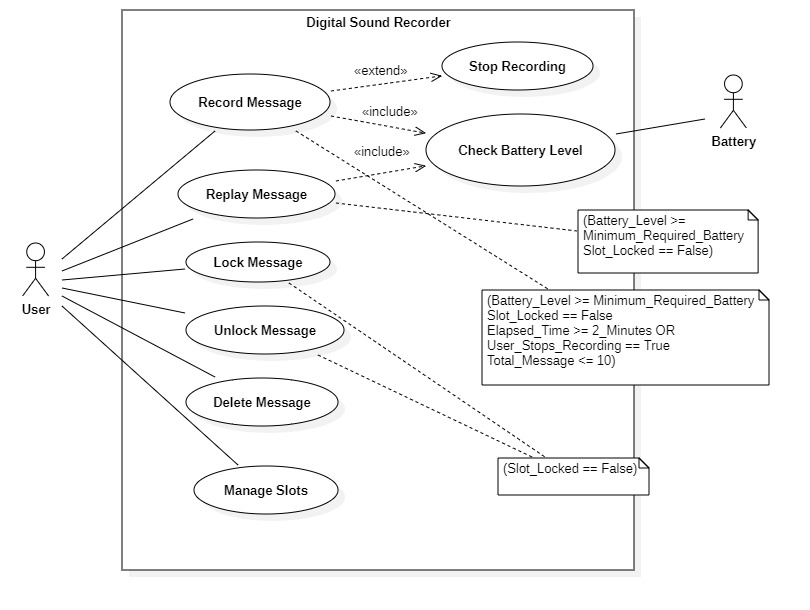 Digital Sound Recorder
«extend»
Stop Recording
Record Message
«include»
Check Battery Level
Battery
«include»
Replay Message
(Battery_Level >=
Minimum_Required_Battery
Slot_Locked == False)
Lock Message
User
(Battery_Level >= Minimum_Required_Battery
Slot_Locked == False
Elapsed_Time >= 2_Minutes OR
User_Stops_Recording == True
Total_Message <= 10)
Unlock Message
Delete Message
(Slot_Locked == False)
Manage Slots